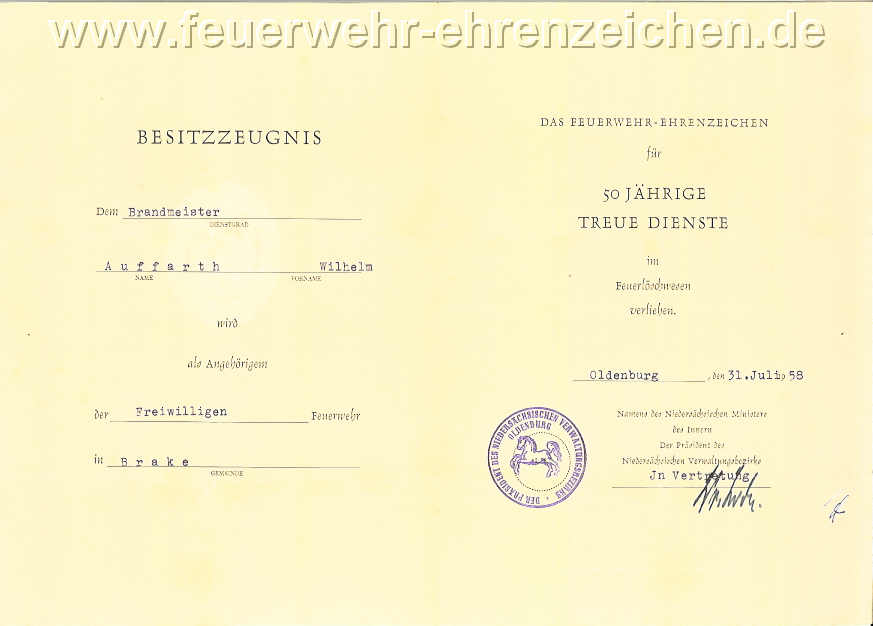 www.feuerwehr-ehrenzeichen.de
BESITZZEUGNIS
Dem Brandmeister
DIENSTGRAD
Auffarth Wilhelm
NAME VORNAME
wird
als Angehörigem
der Freiwilligen Feuerwehr
in Brake
GEMEINDE
DAS FEUERWEHR-EHRENZEICHEN
für
50 JÄHRIGE
TREUE DIENSTE
im
Feuerlöschwesen
verliehen.
Oldenburg, den 31. Juli 58
DER PRÄSIDENT DES NIEDERSÄCHSISCHEN VERWALTUNGSBEZIRKS
OLDENBURG
Namens des Niedersächsischen Ministers
des Innern
Der Präsident des
Niedersächsischen Verwaltungsbezirks
Jn Vertretung